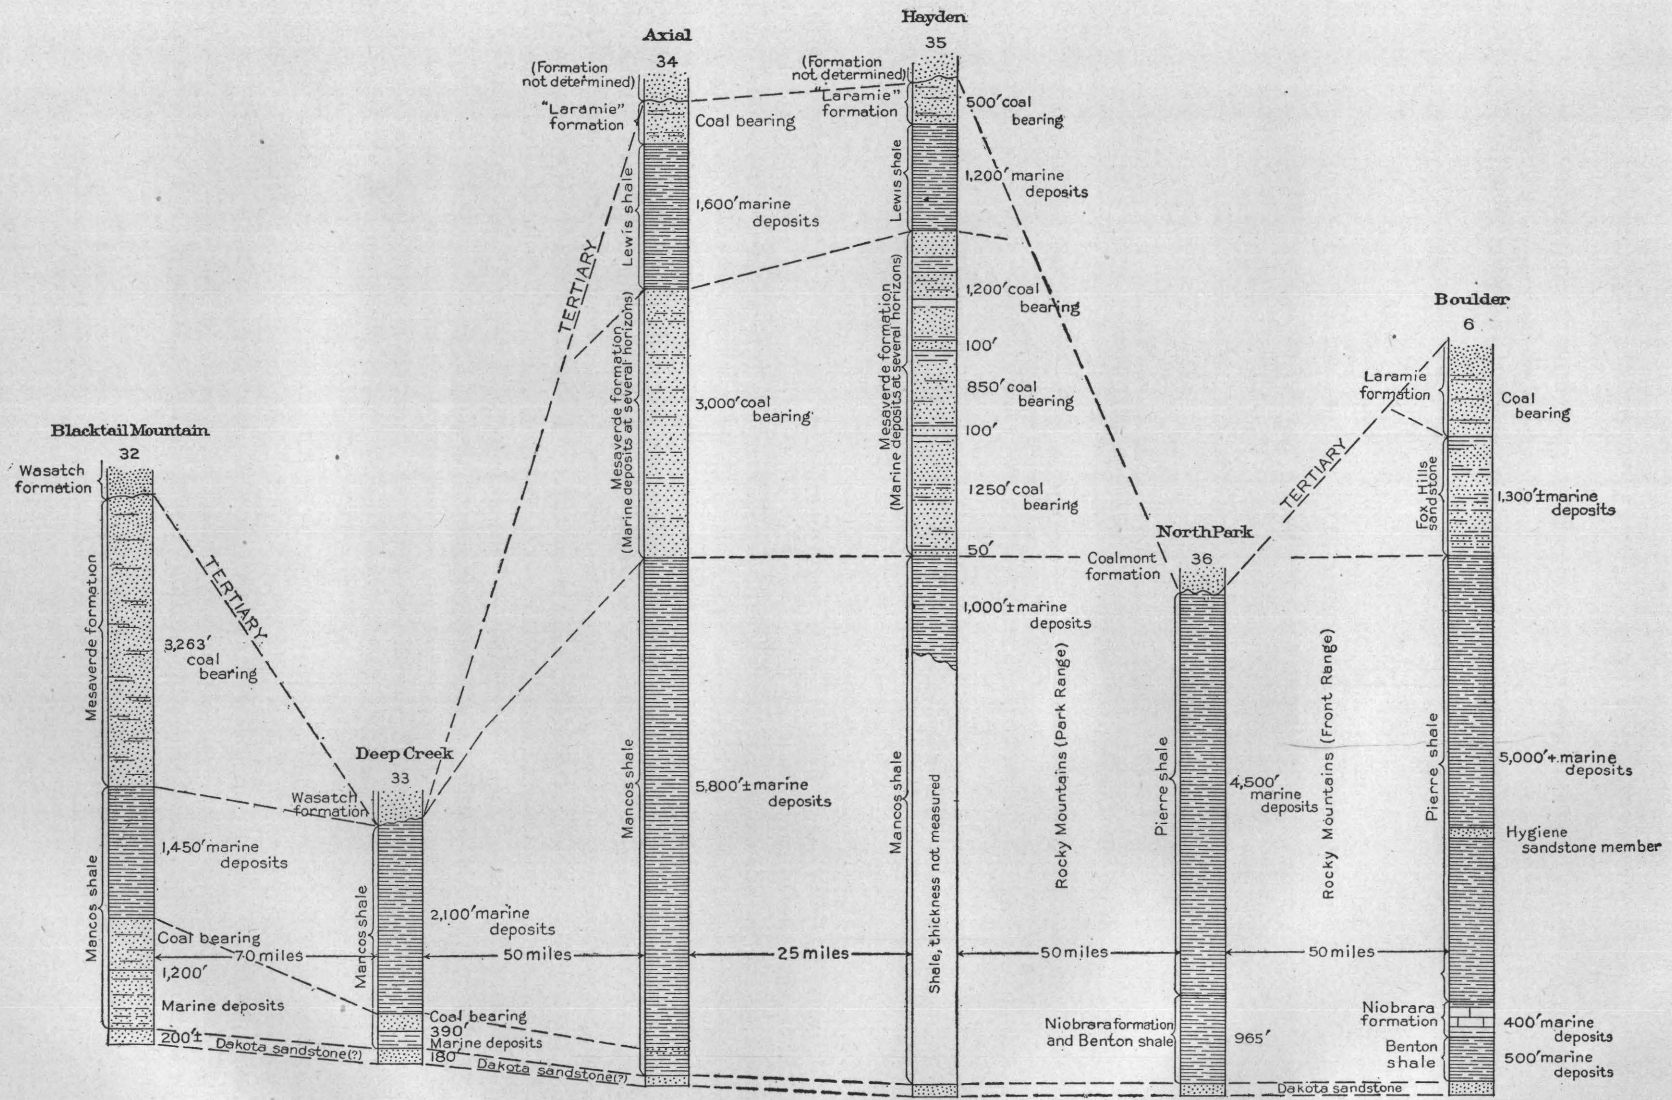 Blacktail Mountain
32
Wasatch
formation
Mesaverde formation
3,263'
coal
bearing
TERTIARY
Mancos shale
1,450' marine
deposits
Coal bearing
70 miles
1,200'
Marine deposits
200'±
Dakota sandstone(?)
Deep Creek
33
Wasatch
formation
Mancos shale
2,100' marine
deposits
50 miles
Coal bearing
390'
Marine deposits
180'
Dakota sandstone(?)
TERTIARY
Axial
34
(Formation
not determined)
"Laramie"
formation
Coal bearing
Lewis shale
1,600' marine
deposits
Mesaverde formation
(Marine deposits at several horizons)
3,000' coal
bearing
Mancos shale
5,800'± marine
deposits
25 miles
Hayden
35
(Formation
not determined)
"Laramie"
formation
500' coal
bearing
Lewis shale
1,200' marine
deposits
Mesaverde formation
(Marine deposits at several horizons)
1,200' coal
bearing
100'
850' coal
bearing
100'
1250' coal
bearing
50'
1,000'± marine
deposits
Mancos shale
Shale, thickness not measured
50 miles
Rocky Mountains (Park Range)
North Park
36
Coalmont
formation
Pierre shale
4,500'
marine
deposits
Niobrara formation
and Benton shale
965'
TERTIARY
Rocky Mountains (Front Range)
50 miles
Dakota sandstone
Boulder
6
Laramie
formation
Coal
bearing
Fox Hills
sandstone
1,300'± marine
deposits
Pierre shale
5,000'+ marine
deposits
Hygiene
sandstone member
Niobrara
formation
400' marine
deposits
Benton
shale
500' marine
deposits